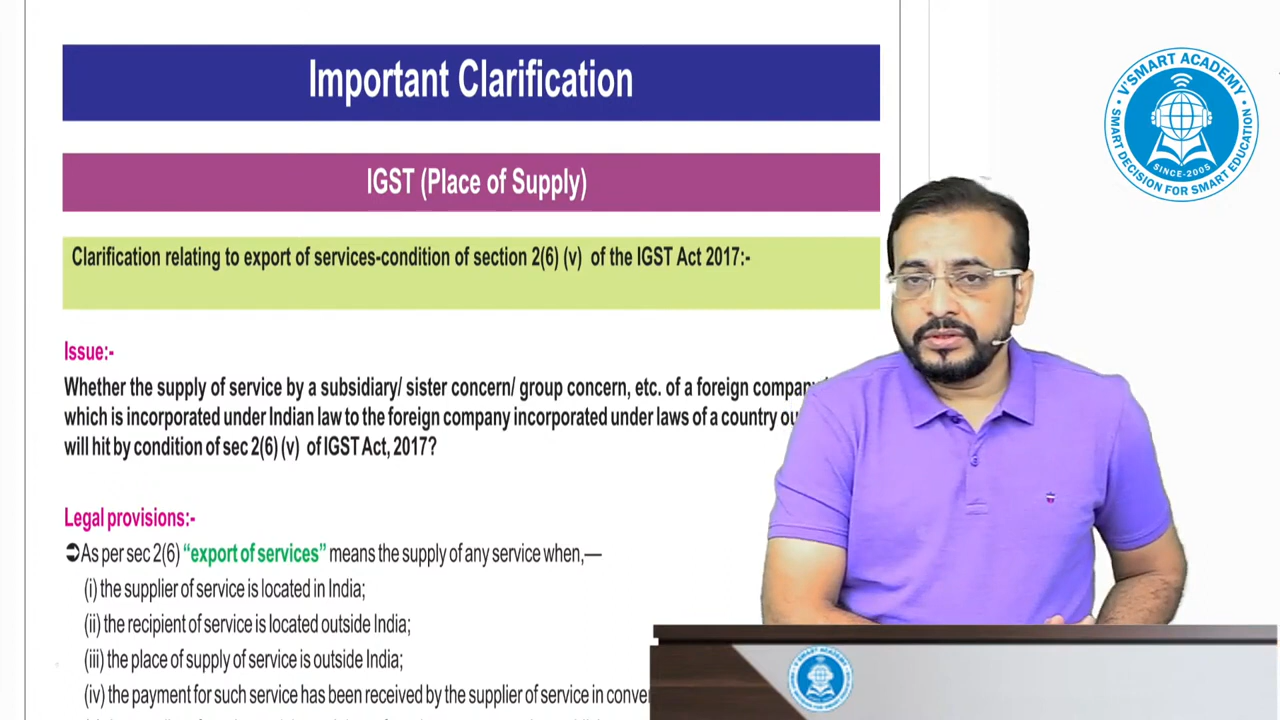 Important Clarification
IGST (Place of Supply)
Clarification relating to export of services-condition of section 2(6) (v) of the IGST Act 2017:-
Issue:-
Whether the supply of service by a subsidiary/ sister concern/ group concern, etc. of a foreign company
which is incorporated under Indian law to the foreign company incorporated under laws of a country
will hit by condition of sec 2(6) (v) of IGST Act, 2017?
Legal provisions:-
➲As per sec 2(6) “export of services” means the supply of any service when,—
(i) the supplier of service is located in India;
(ii) the recipient of service is located outside India;
(iii) the place of supply of service is outside India;
(iv) the payment for such service has been received by the supplier of service in
V'SMART ACADEMY
SINCE-2005
SMART DECISION FOR SMART EDUCATION